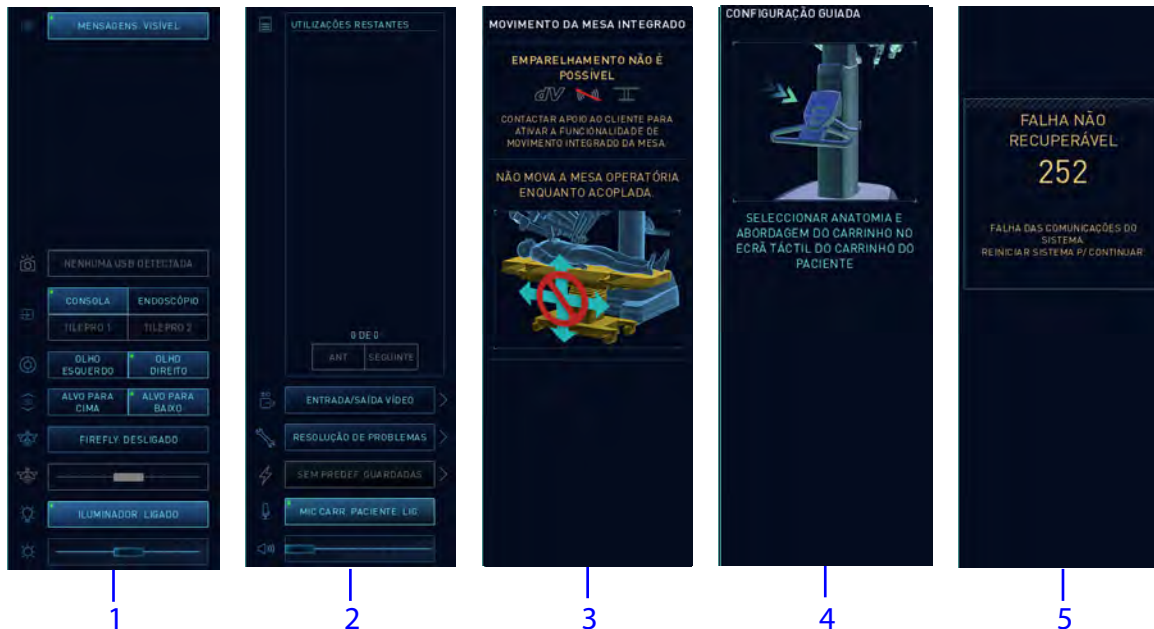 MENSAGENS VISÍVEL
NENHUMA USB DETECTADA
CONSOLA
ENDOSCÓPIO
TILEPRO 1
TILEPRO 2
OLHO
ESQUERDO
OLHO
DIREITO
ALVO PARA
CIMA
ALVO PARA
BAIXO
FIREFLY DESLIGADO
ILUMINADOR LIGADO
1
UTILIZAÇÕES RESTANTES
0 DE 0
ANT
SEGUINTE
ENTRADA/SAÍDA VÍDEO
RESOLUÇÃO DE PROBLEMAS
SEM PREDEF GUARDADAS
MIC CARR. PACIENTE LIG
2
MOVIMENTO DA MESA INTEGRADO
EMPARELHAMENTO NÃO É
POSSÍVEL
dV
CONTACTAR APOIO AO CLIENTE PARA
ATIVAR A FUNCIONALIDADE DE
MOVIMENTO INTEGRADO DA MESA
NÃO MOVA A MESA OPERATÓRIA
ENQUANTO ACOPLADA.
3
CONFIGURAÇÃO GUIADA
SELECCIONAR ANATOMIA E
ABORDAGEM DO CARRINHO NO
ECRÃ TÁCTIL DO CARRINHO DO
PACIENTE
4
FALHA NÃO
RECUPERÁVEL
252
FALHA DAS COMUNICAÇÕES DO
SISTEMA.
REINICIAR SISTEMA P/ CONTINUAR
5